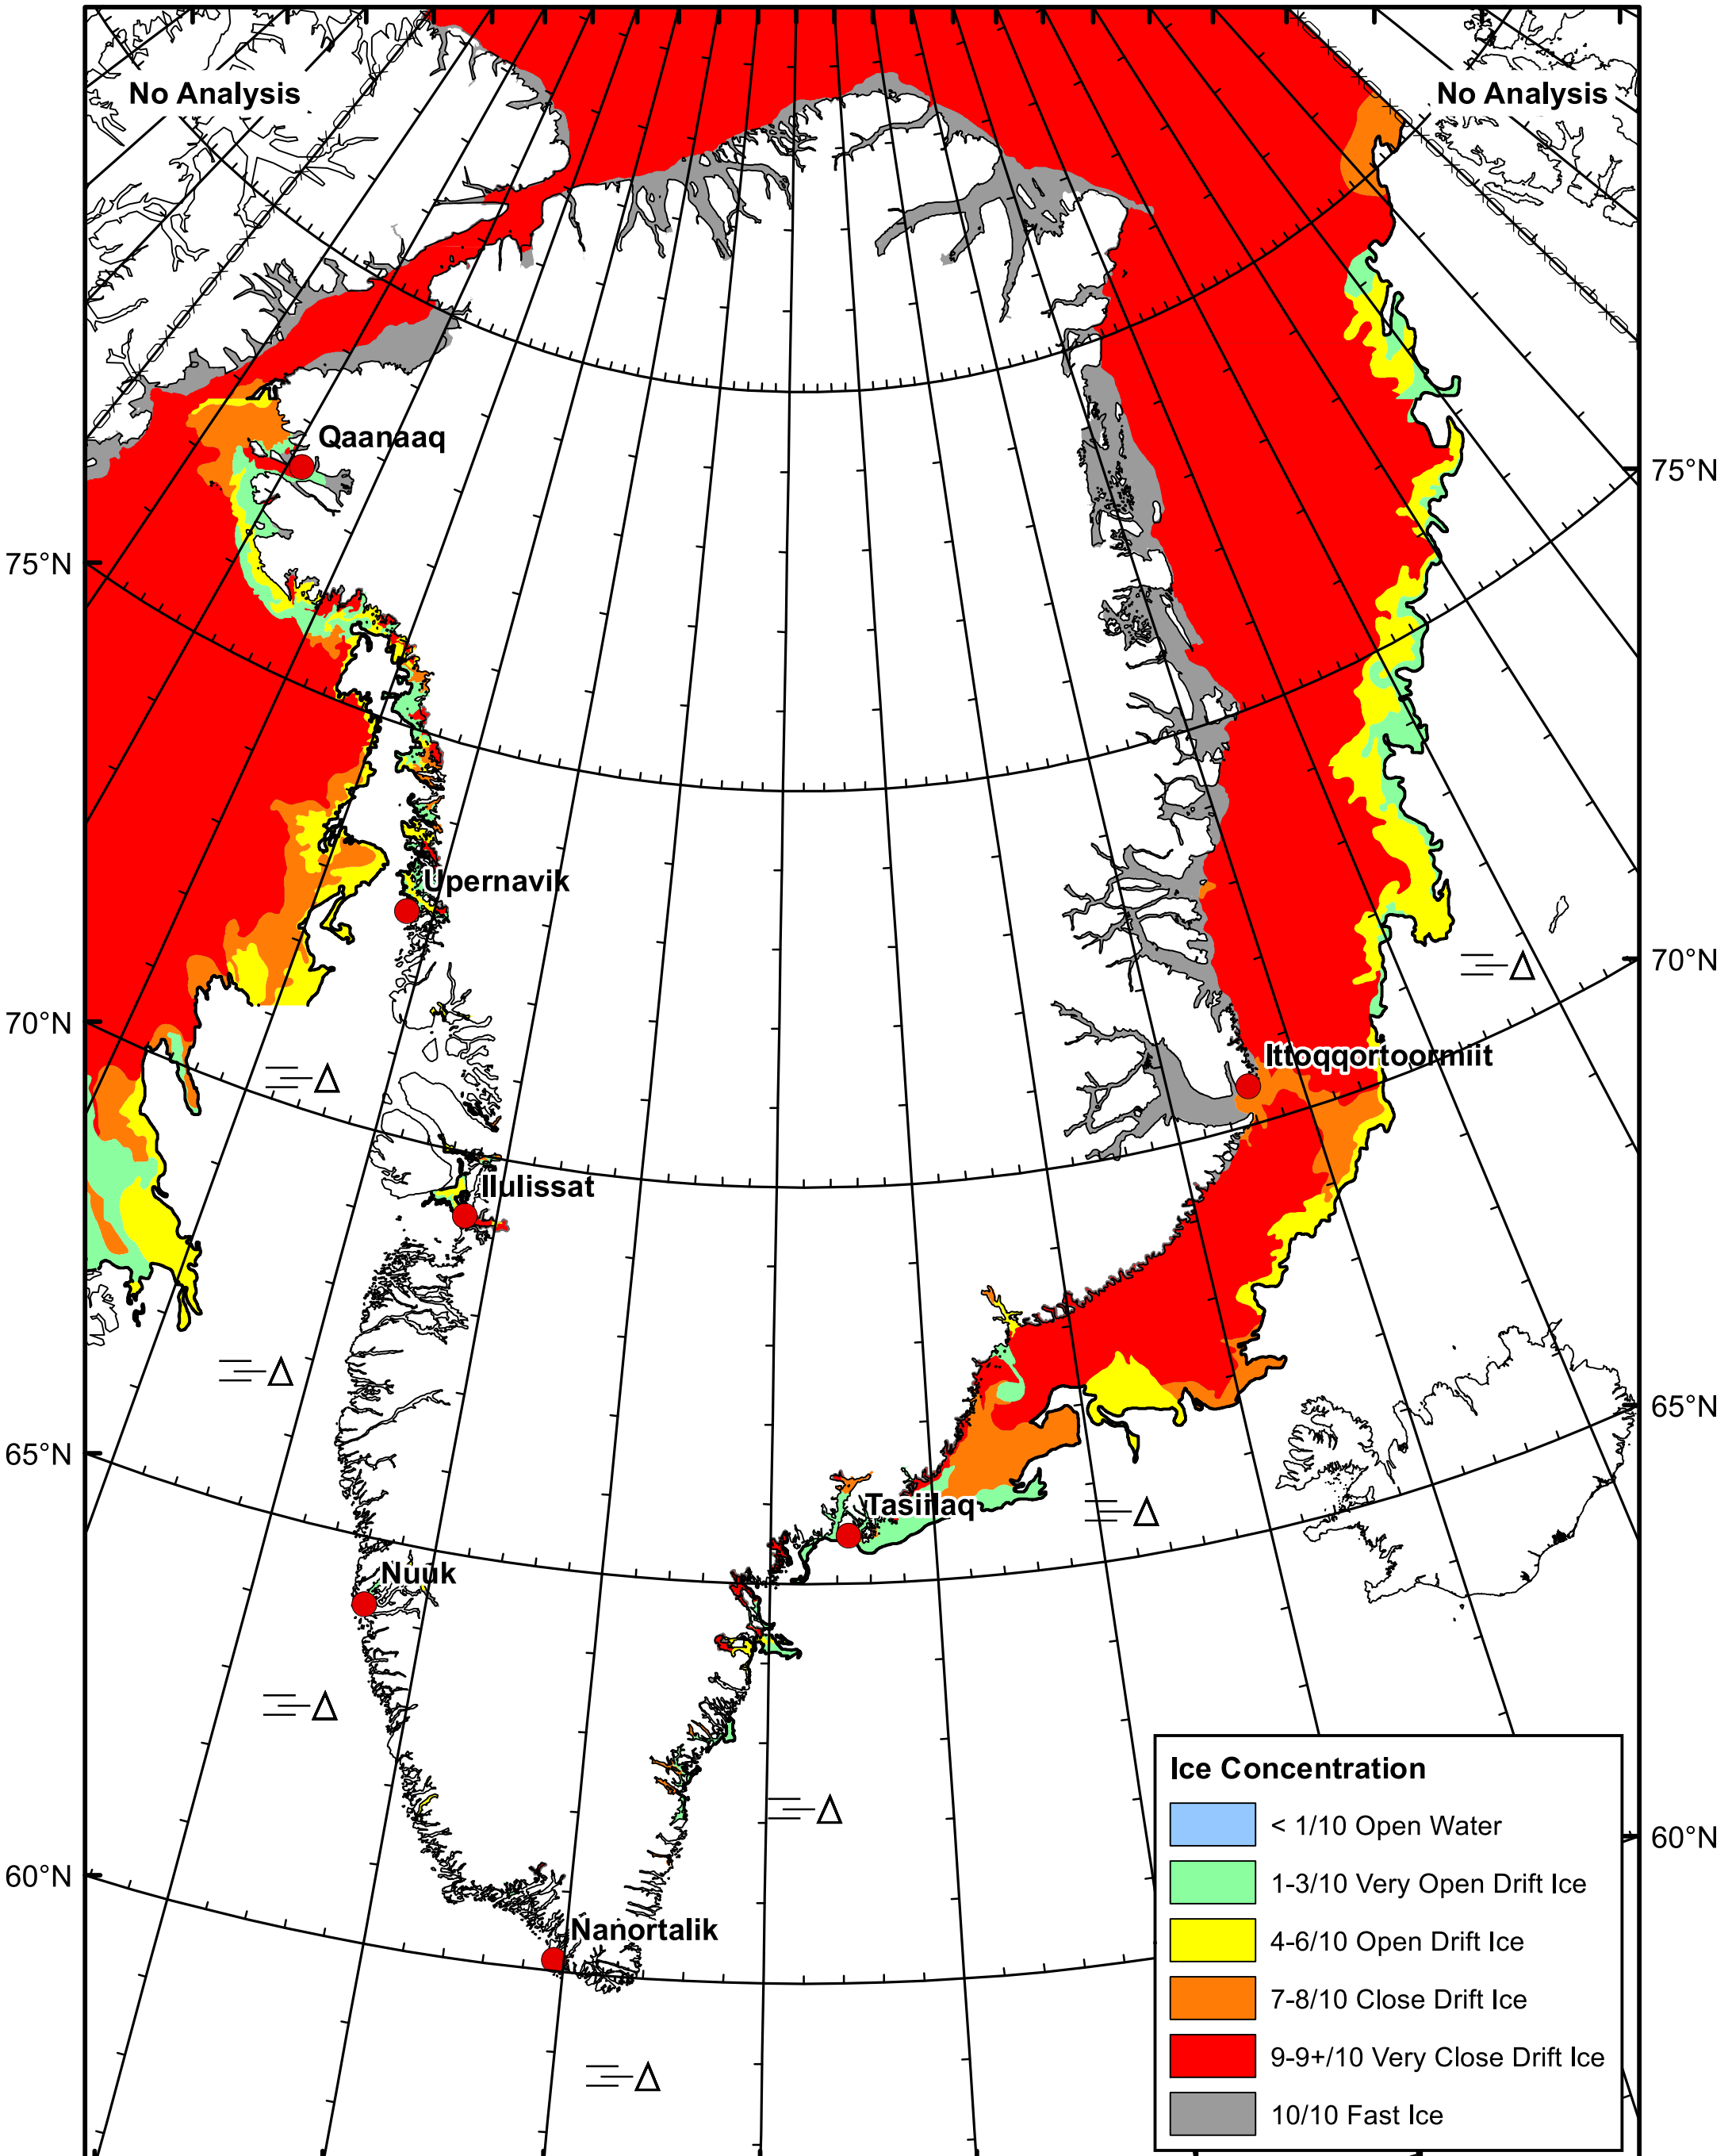 No Analysis
No Analysis
Qaanaaq
75°N
75°N
Upernavik
70°N
70°N
Ittoqqortoormiit
Ilulissat
65°N
65°N
Tasiilaq
Nuuk
60°N
60°N
Nanortalik
Ice Concentration
< 1/10 Open Water
1-3/10 Very Open Drift Ice
4-6/10 Open Drift Ice
7-8/10 Close Drift Ice
9-9+/10 Very Close Drift Ice
10/10 Fast Ice